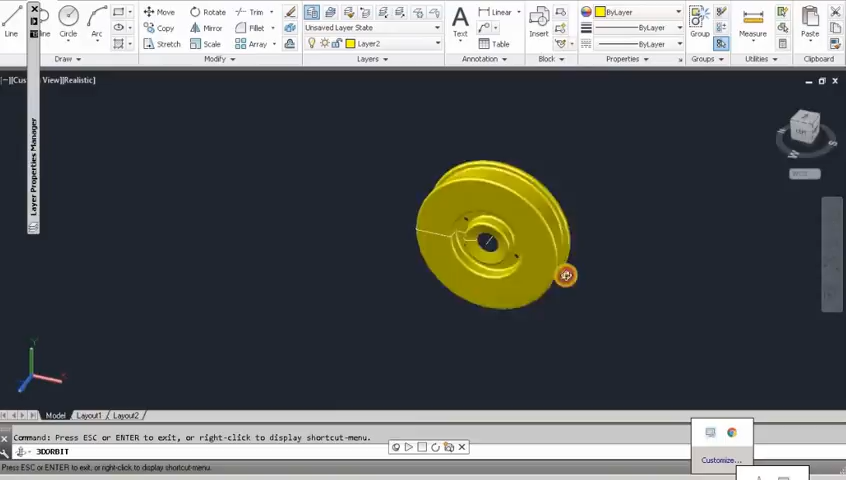 Line
Circle
Arc
Move
Rotate
Trim
Copy
Mirror
Fillet
Stretch
Scale
Array
Draw
Modify
Unsaved Layer State
Layer2
Layers
Text
Linear
Table
Annotation
Insert
Block
ByLayer
ByLayer
ByLayer
Properties
Group
Groups
Measure
Utilities
Paste
Clipboard
[Realistic]
Layer Properties Manager
Y
X
N
W
S
Model
Layout1
Layout2
Command: Press ESC or ENTER to exit, or right-click to display shortcut-menu.
3DORBIT
Press ESC or ENTER to exit, or right-click to display shortcut-menu.
Customize...